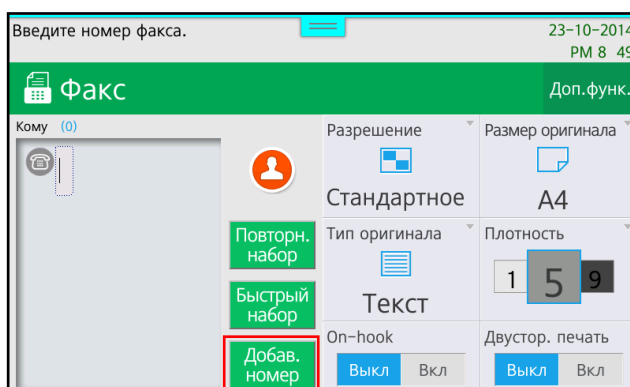 Введите номер факса.
23-10-2014
PM 8 49
Факс
Доп.функ.
Кому (0)
Повторн.
набор
Быстрый
набор
Добав.
номер
Разрешение
Стандартное
Размер оригинала
A4
Тип оригинала
Текст
Плотность
1 5 9
On-hook
Выкл Вкл
Двустор. печать
Выкл Вкл